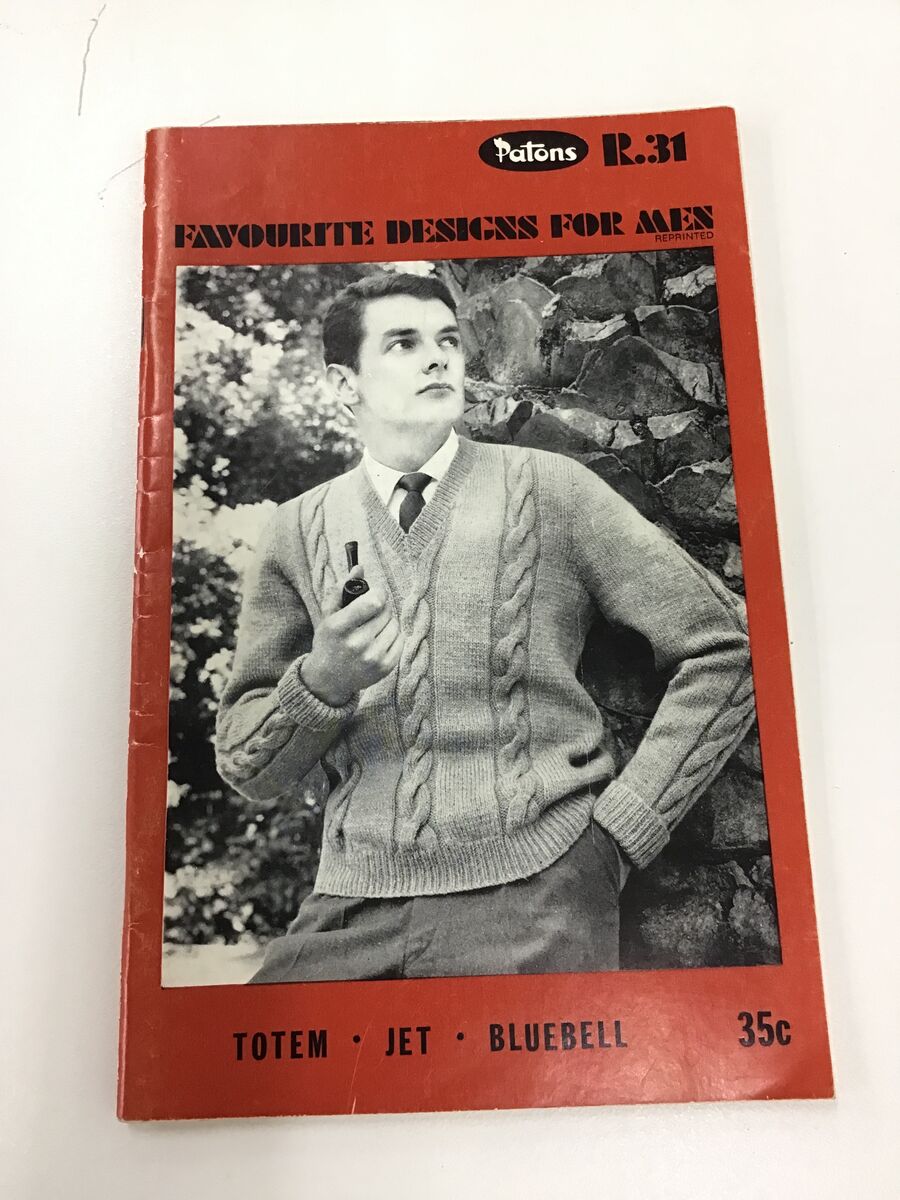 Patons R.31
FAVOURITE DESIGNS FOR MEN
REPRINTED
TOTEM · JET · BLUEBELL 35c